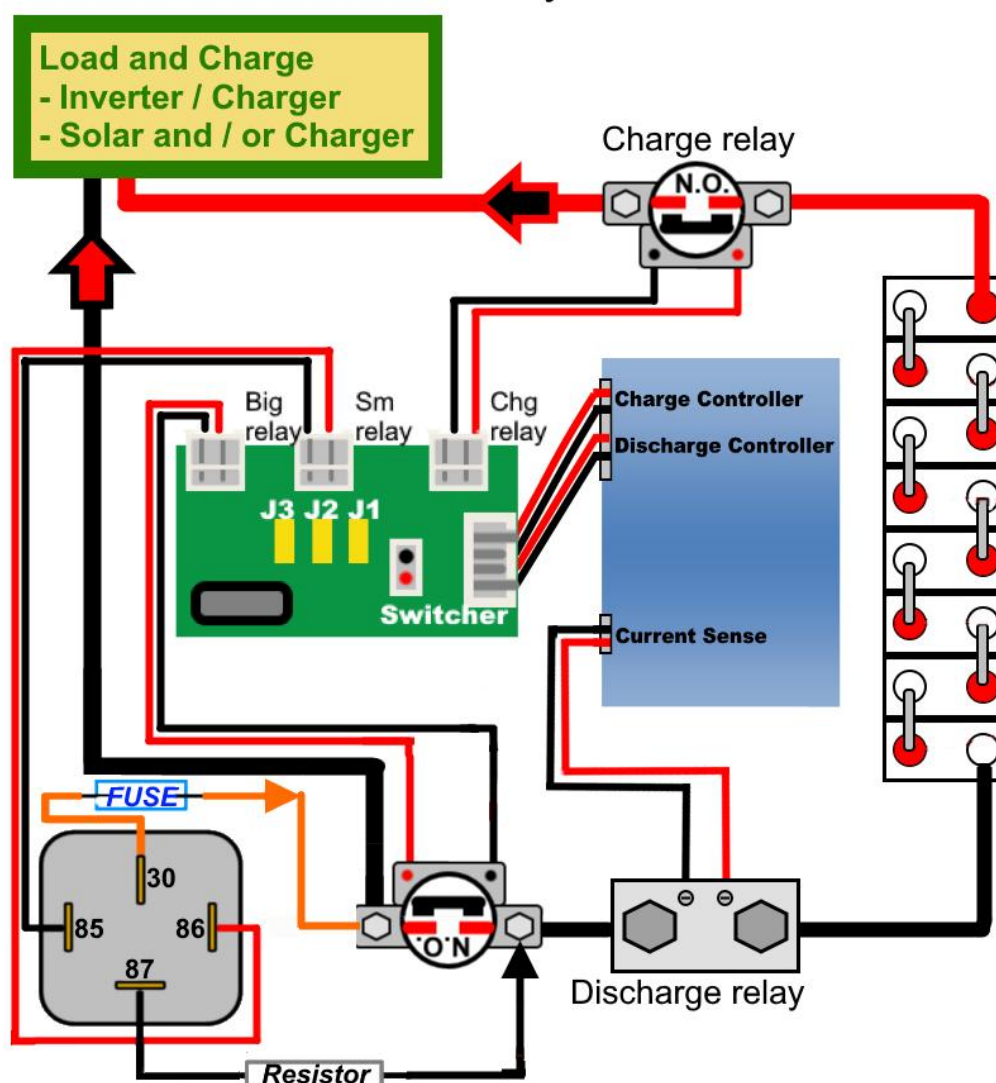 Load and Charge
- Inverter / Charger
- Solar and / or Charger
Charge relay
N.O.
Big
relay
Sm
relay
Chg
relay
Charge Controller
Discharge Controller
J3 J2 J1
Switcher
Current Sense
FUSE
30
85
86
87
N.O.
Discharge relay
Resistor